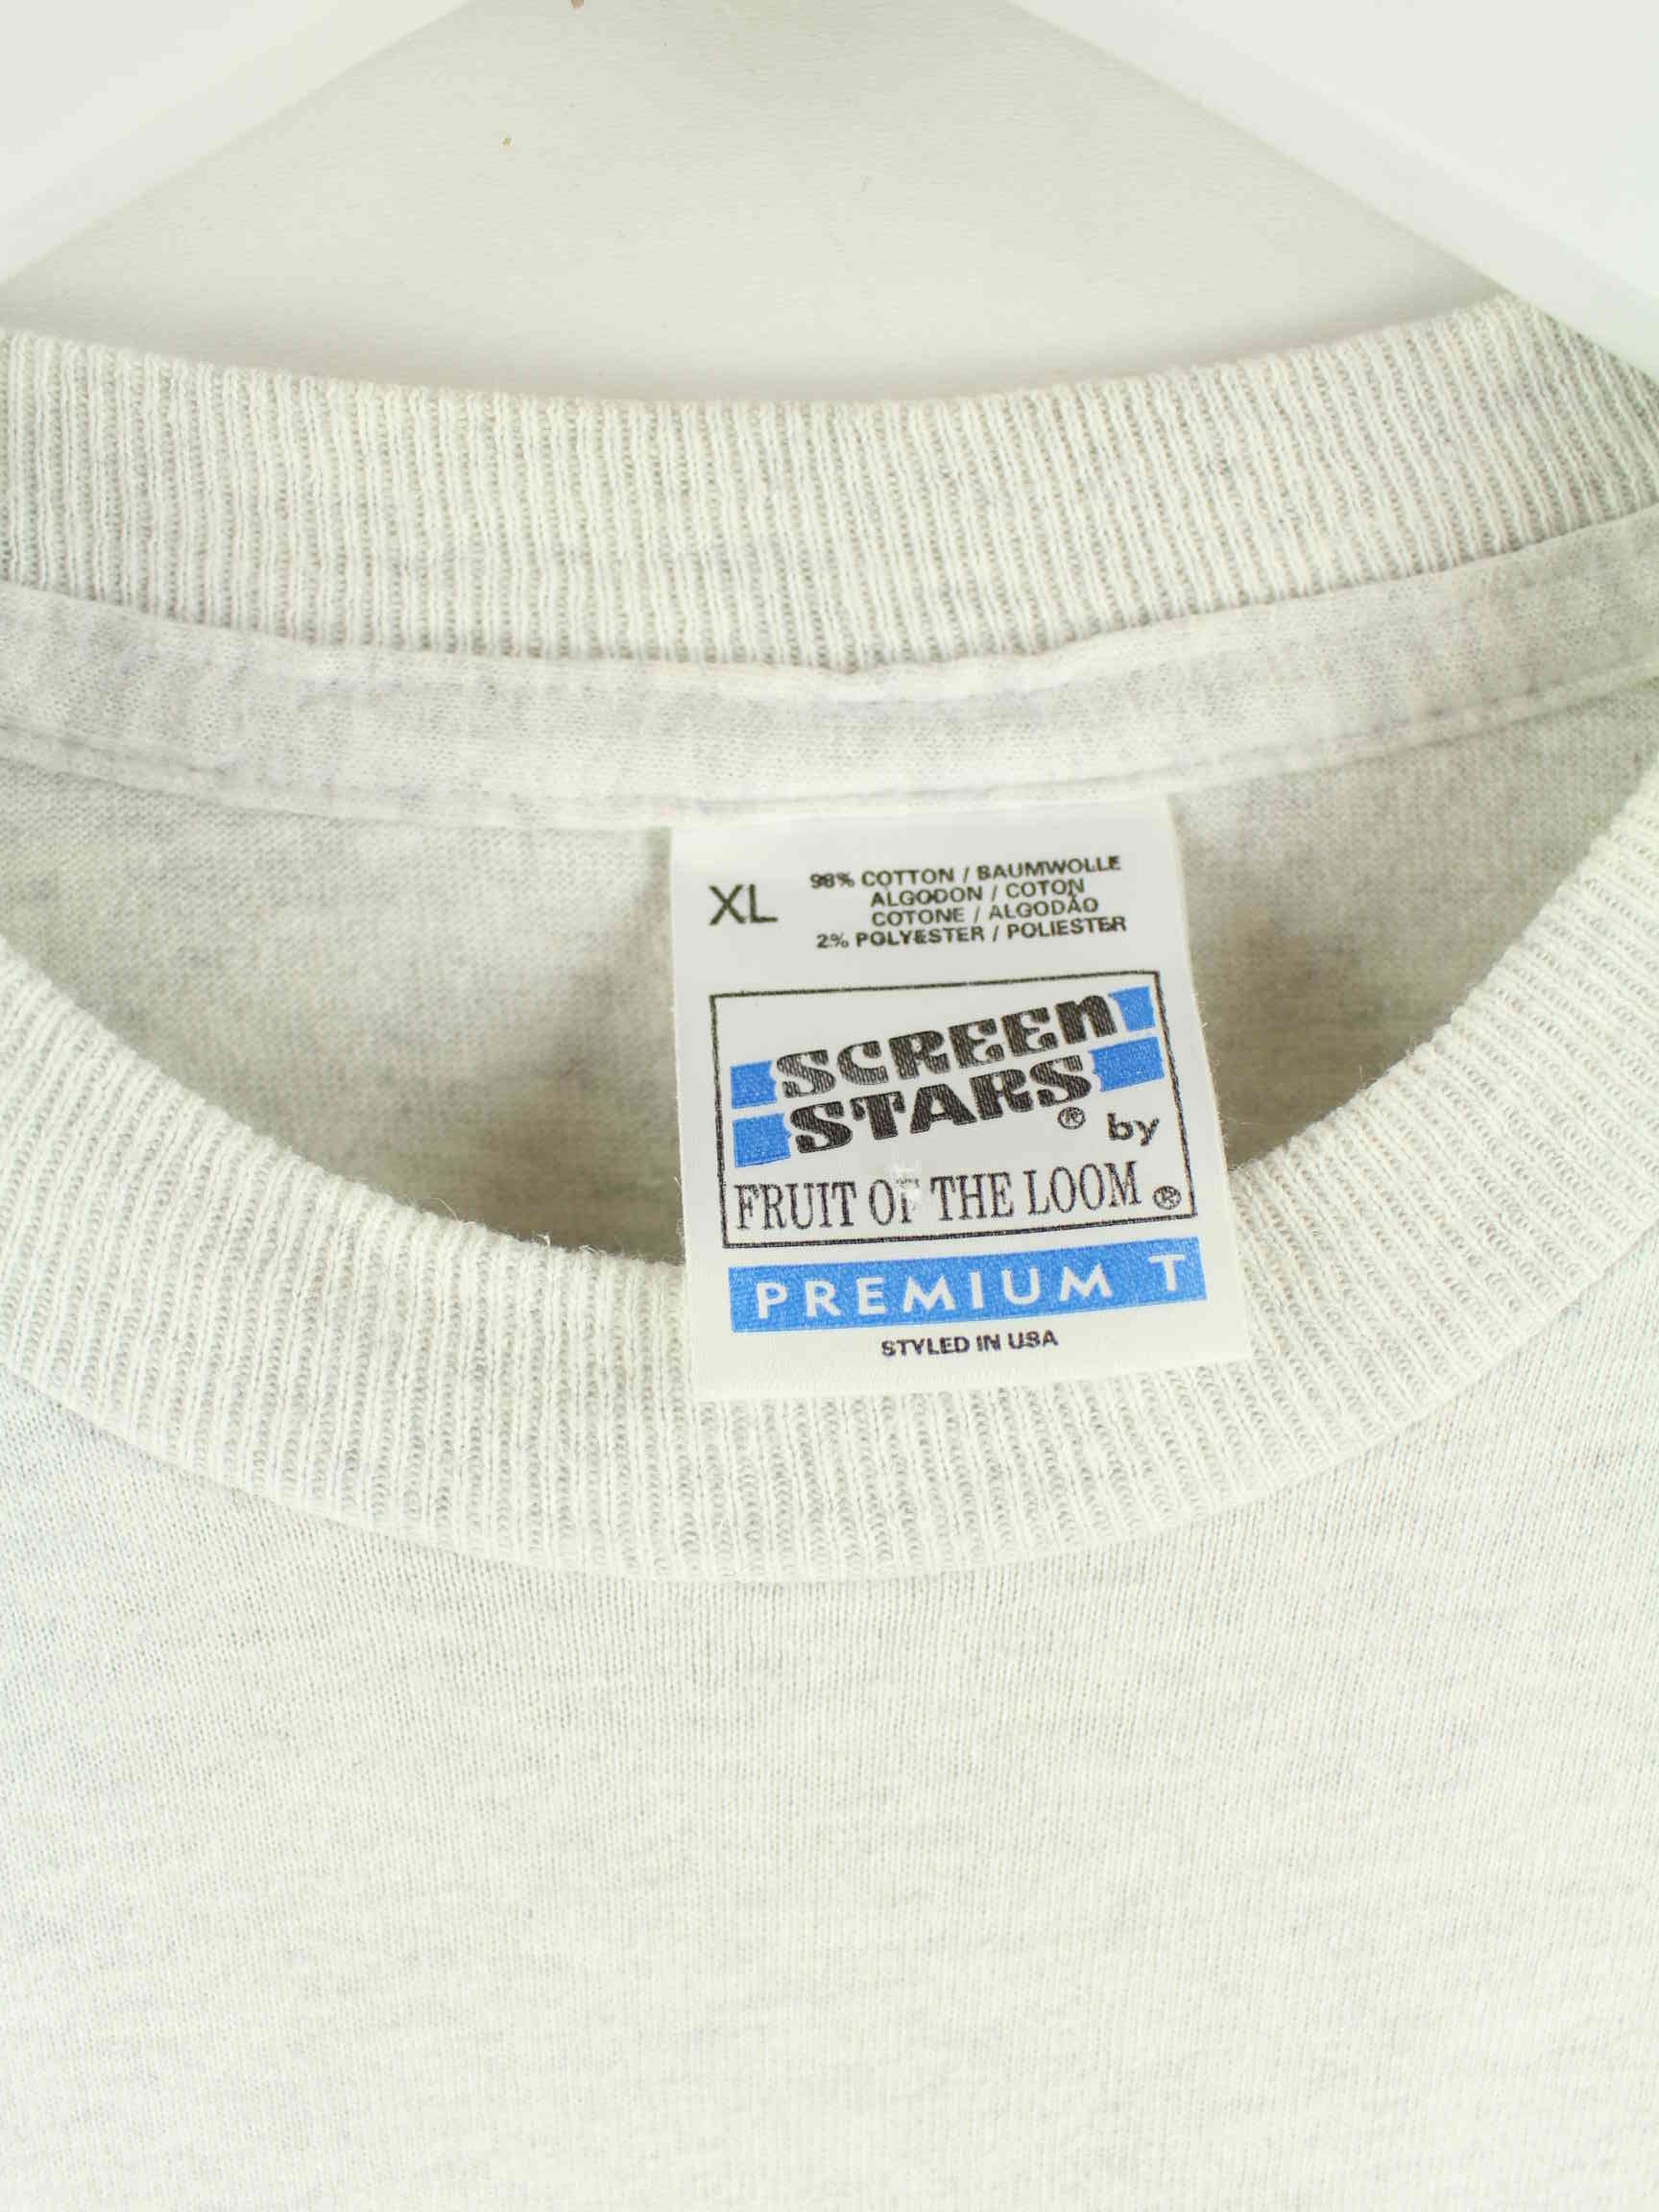 XL
98% COTTON / BAUMWOLLE
ALGODON / COTON
COTONE / ALGODÃO
2% POLYESTER / POLIESTER
SCREEN
STARS® by
FRUIT OF THE LOOM®
PREMIUM T
STYLED IN USA